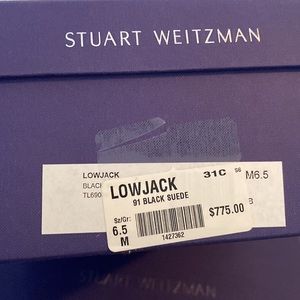 STUART WEITZMAN
LOWJACK
BLACK
TL690
M6.5
B
LOWJACK
31C
S6
91 BLACK SUEDE
Sz/Gr:
6.5
M
1427362
$775.00